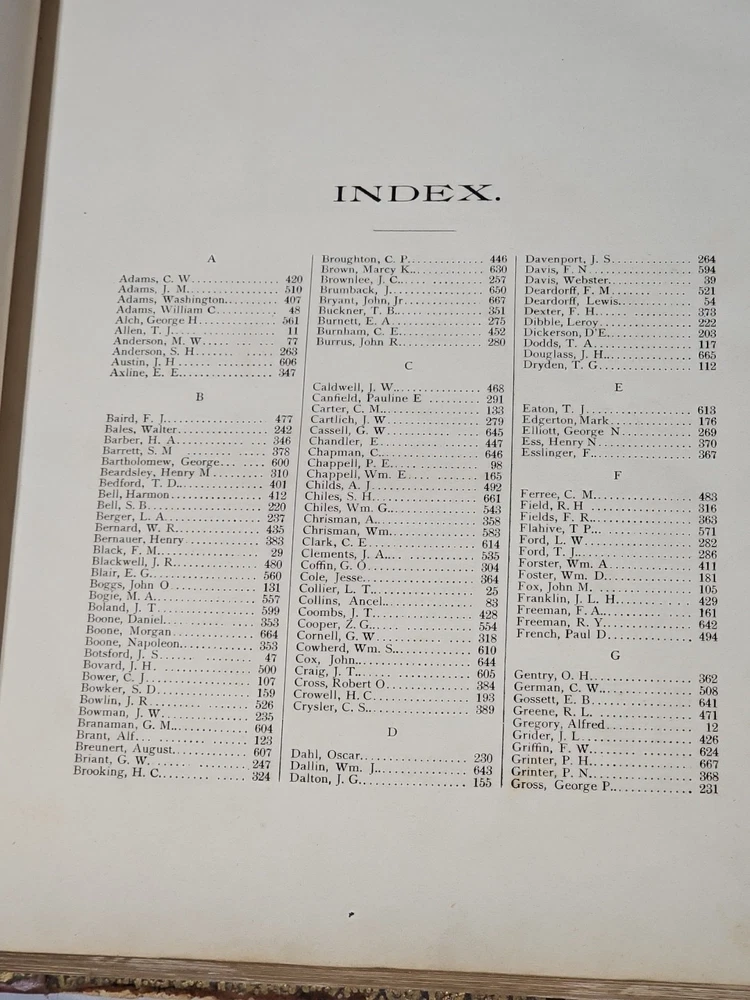 INDEX.
A
Adams, C. W. 420
Adams, J. M. 510
Adams, Washington. 407
Adams, William C. 48
Alch, George H. 561
Allen, T. J. 11
Anderson, M. W. 77
Anderson, S. H. 263
Austin, J. H. 606
Axline, E. E. 347
B
Baird, F. J. 477
Bales, Walter. 242
Barber, H. A. 346
Barrett, S. M 378
Bartholomew, George. 600
Beardsley, Henry M 310
Bedford, T. D. 401
Bell, Harmon 412
Bell, S. B. 220
Berger, L. A. 237
Bernard, W. R. 435
Bernauer, Henry 383
Black, F. M. 29
Blackwell, J. R. 480
Blair, E. G. 560
Boggs, John O. 131
Bogie, M. A. 557
Boland, J. T. 599
Boone, Daniel. 353
Boone, Morgan 664
Boone, Napoleon. 353
Botsford, J. S. 47
Bovard, J. H. 500
Bower, C. J. 107
Bowker, S. D. 159
Bowlin, J. R. 526
Bowman, J. W. 235
Branaman, G. M. 604
Brant, Alf. 123
Breunert, August. 607
Briant, G. W. 247
Brooking, H. C. 324
Broughton, C. P. 446
Brown, Marcy K. 630
Brownlee, J. C. 257
Brumback, J. 650
Bryant, John, Jr 667
Buckner, T. B. 351
Burnett, E. A. 275
Burnham, C. E. 452
Burrus, John R. 280
C
Caldwell, J. W. 468
Canfield, Pauline E 291
Carter, C. M. 133
Cartlich, J. W. 279
Cassell, G. W. 645
Chandler, E. 447
Chapman, C. 646
Chappell, P. E. 98
Chappell, Wm. E. 165
Childs, A. J. 492
Chiles, S. H. 661
Chiles, Wm. G. 543
Chrisman, A. 358
Chrisman, Wm. 583
Clark, C. E. 614
Clements, J. A. 535
Coffin, G. O. 304
Cole, Jesse. 364
Collier, L. T. 25
Collins, Ancel. 83
Coombs, J. T. 428
Cooper, Z. G. 554
Cornell, G. W. 318
Cowherd, Wm. S. 610
Cox, John. 644
Craig, J. T. 605
Cross, Robert O. 384
Crowell, H. C. 193
Crysler, C. S. 389
D
Dahl, Oscar. 230
Dallin, Wm. J. 643
Dalton, J. G. 155
Davenport, J. S. 264
Davis, F. N. 594
Davis, Webster. 39
Deardorff, F. M. 521
Deardorff, Lewis. 54
Dexter, F. H. 373
Dibble, Leroy 222
Dickerson, D'E. 203
Dodds, T. A. 117
Douglass, J. H. 665
Dryden, T. G. 112
E
Eaton, T. J. 613
Edgerton, Mark 176
Elliott, George N. 269
Ess, Henry N 370
Esslinger, F. 367
F
Ferree, C. M. 483
Field, R. H 316
Fields, F. R. 363
Flahive, T P. 571
Ford, L. W. 282
Ford, T. J. 286
Forster, Wm. A. 411
Foster, Wm. D. 181
Fox, John M. 105
Franklin, J. L. H. 429
Freeman, F. A. 161
Freeman, R. Y. 642
French, Paul D. 494
G
Gentry, O. H. 362
German, C. W. 508
Gossett, E. B. 641
Greene, R. L. 471
Gregory, Alfred 12
Grider, J. L. 426
Griffin, F. W. 624
Grinter, P. H. 667
Grinter, P. N. 368
Gross, George P. 231